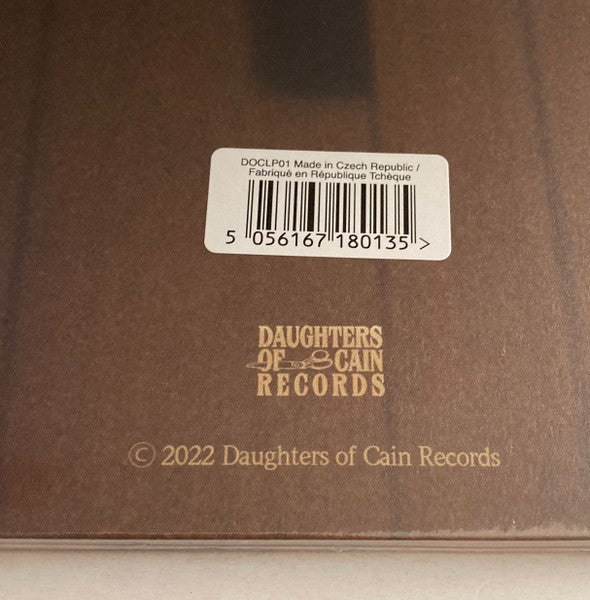 DOCLP01 Made in Czech Republic /
Fabriqué en République Tchèque
5 056167 180135 >
DAUGHTERS
OF CAIN
RECORDS
© 2022 Daughters of Cain Records